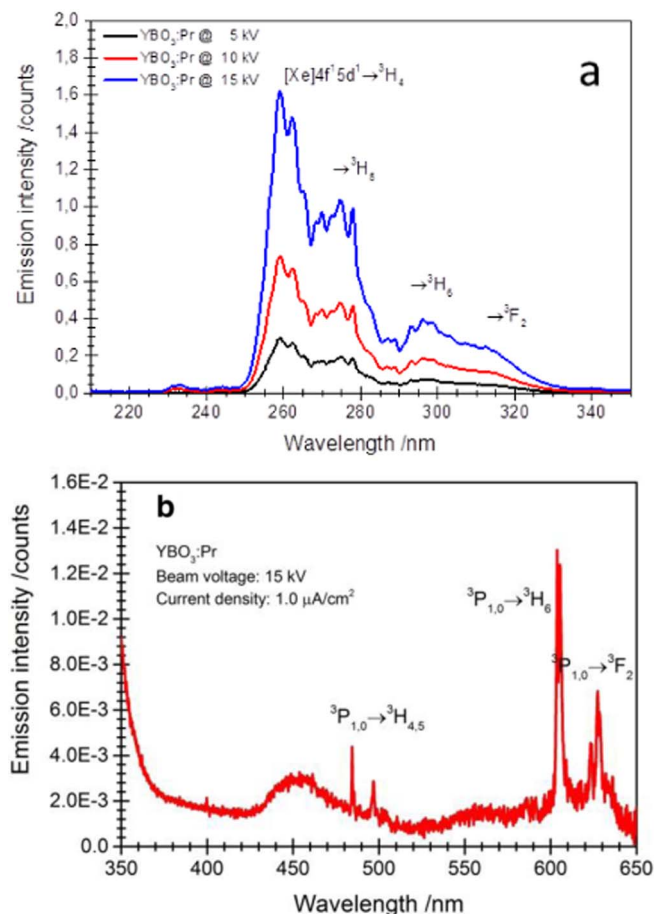 a
YBO₃:Pr @ 5 kV
YBO₃:Pr @ 10 kV
YBO₃:Pr @ 15 kV
[Xe]4f¹5d¹→³H₄
→³H₅
→³H₆
→³F₂
2,0
1,8
1,6
1,4
1,2
1,0
0,8
0,6
0,4
0,2
0,0
Emission intensity /counts
220 240 260 280 300 320 340
Wavelength /nm
b
YBO₃:Pr
Beam voltage: 15 kV
Current density: 1.0 µA/cm²
³P₁,₀→³H₆
³P₁,₀→³F₂
³P₁,₀→³H₄,₅
1.6E-2
1.4E-2
1.2E-2
1.0E-2
8.0E-3
6.0E-3
4.0E-3
2.0E-3
0.0
Emission intensity /counts
350 400 450 500 550 600 650
Wavelength /nm